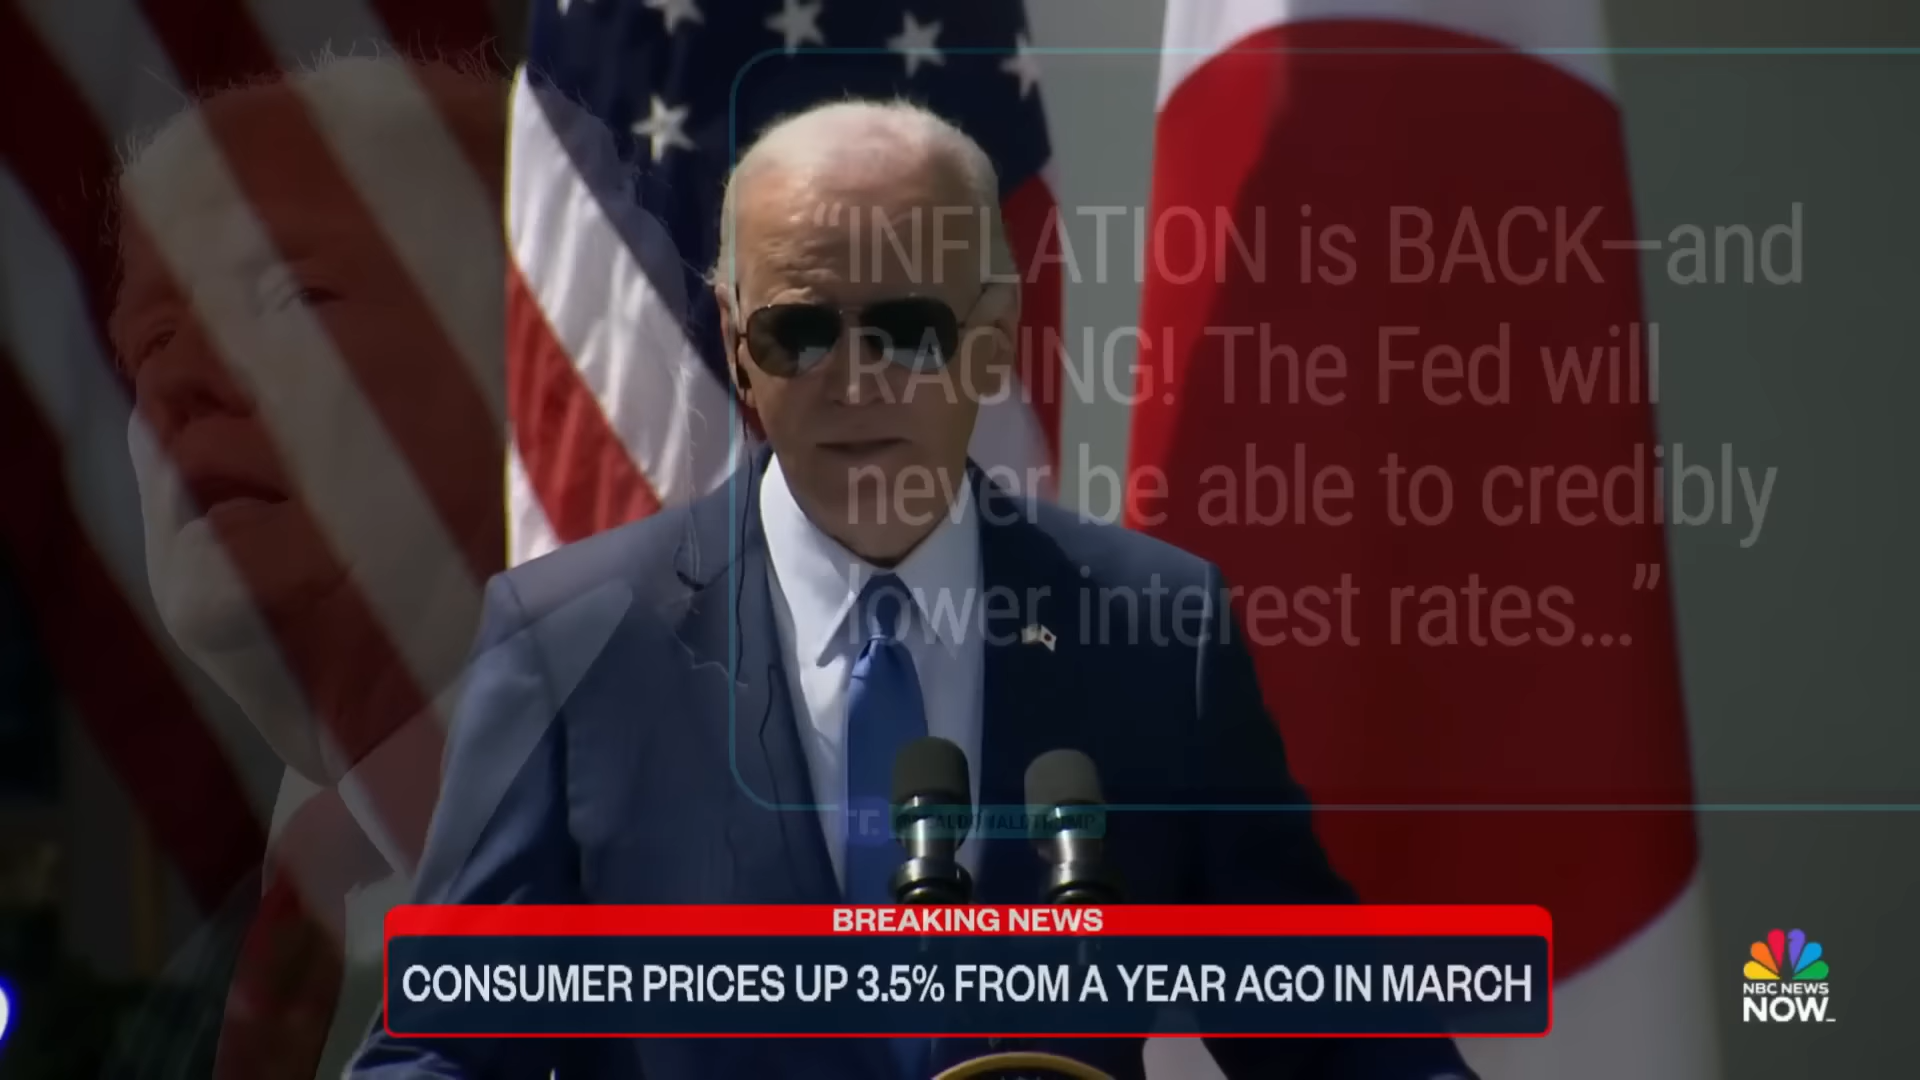 “INFLATION is BACK—and
RAGING! The Fed will
never be able to credibly
lower interest rates...”
BREAKING NEWS
CONSUMER PRICES UP 3.5% FROM A YEAR AGO IN MARCH
NBC NEWS
NOW